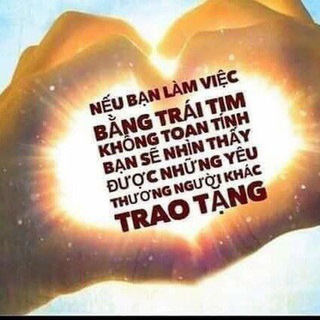 NẾU BẠN LÀM VIỆC
BẰNG TRÁI TIM
KHÔNG TOAN TÍNH
BẠN SẼ NHÌN THẤY
ĐƯỢC NHỮNG YÊU
THƯƠNG NGƯỜI KHÁC
TRAO TẶNG